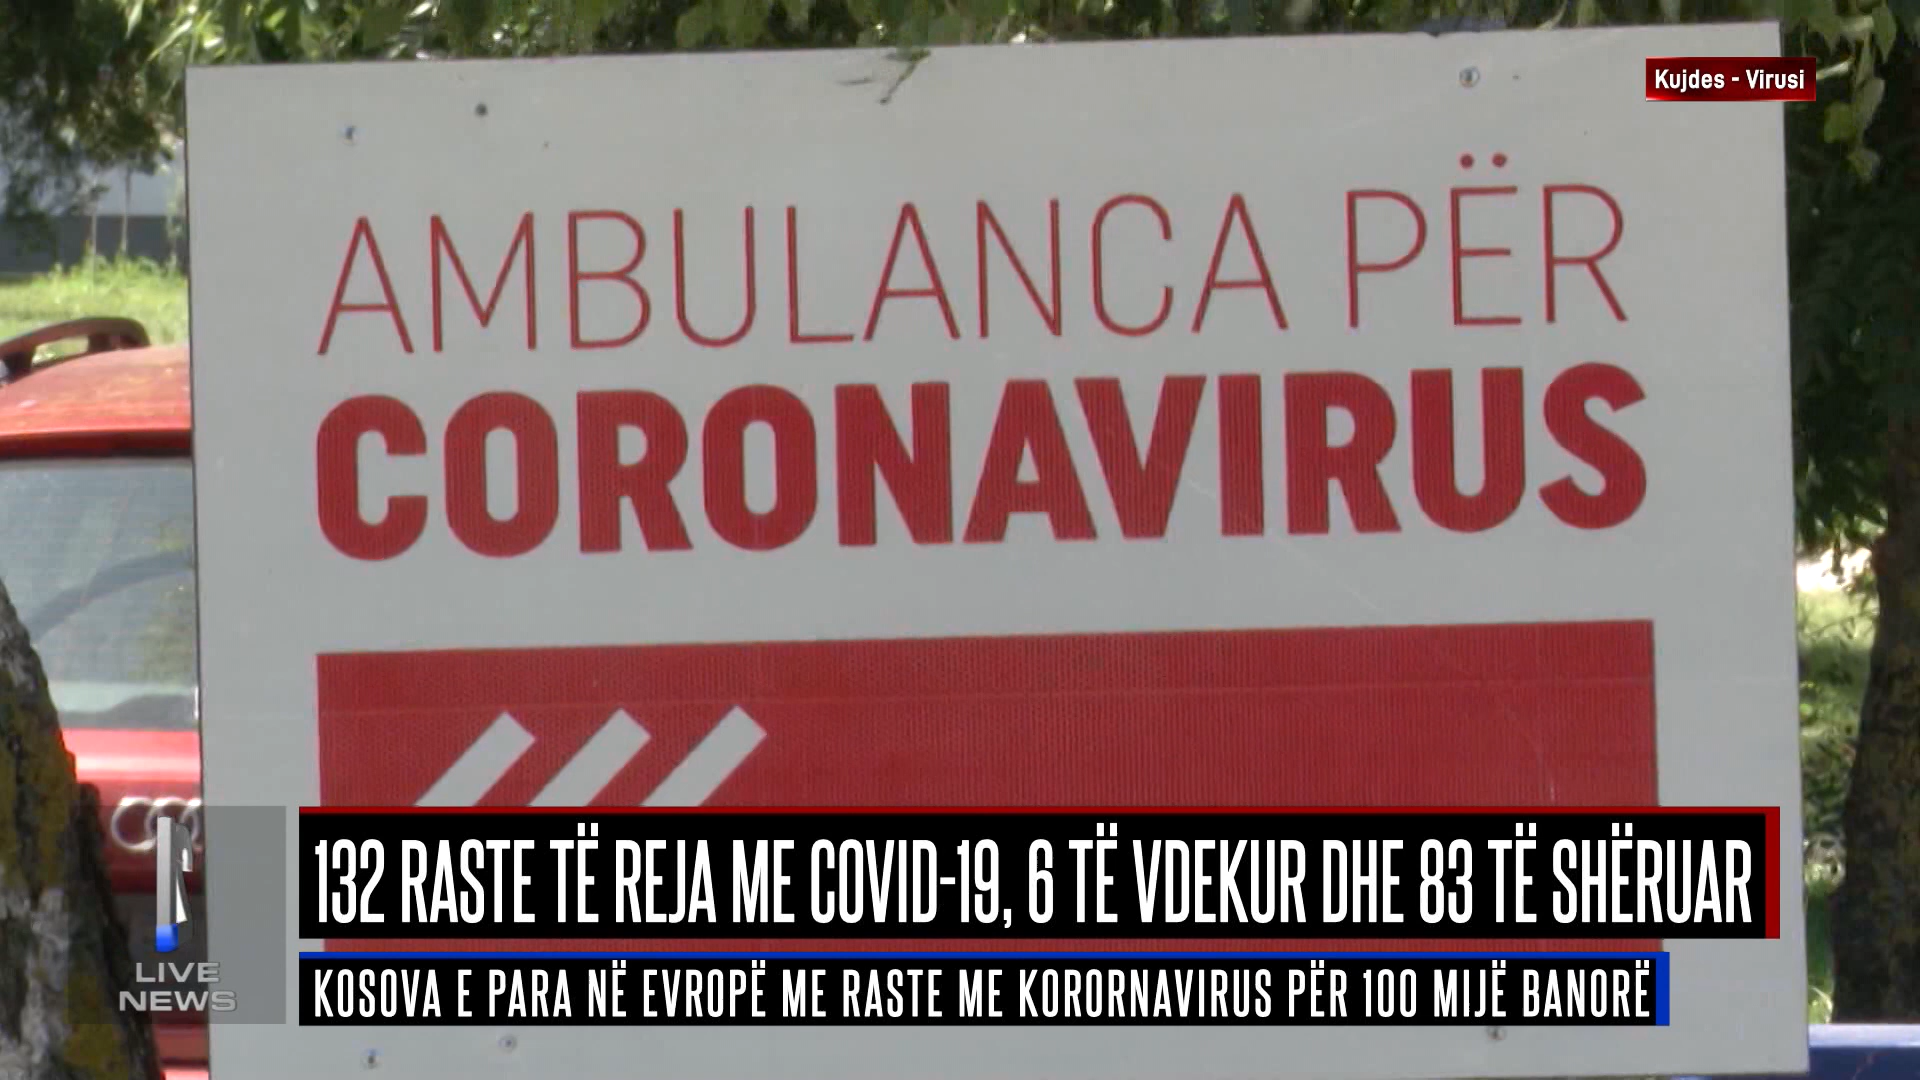 Kujdes - Virusi
AMBULANCA PËR
CORONAVIRUS
132 RASTE TË REJA ME COVID-19, 6 TË VDEKUR DHE 83 TË SHËRUAR
KOSOVA E PARA NË EVROPË ME RASTE ME KORORNAVIRUS PËR 100 MIJË BANORË
LIVE
NEWS